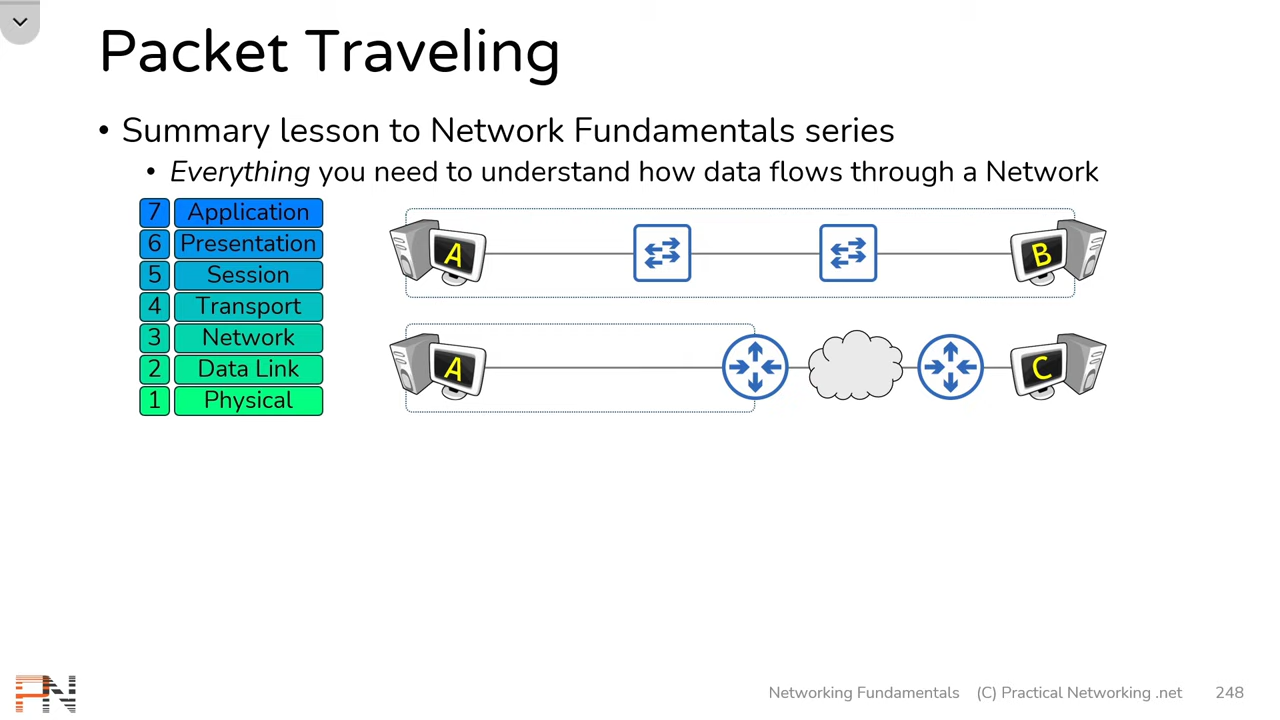 Packet Traveling
• Summary lesson to Network Fundamentals series
• Everything you need to understand how data flows through a Network
7 Application
6 Presentation
5 Session
4 Transport
3 Network
2 Data Link
1 Physical
A B
A C
PN
Networking Fundamentals (C) Practical Networking .net 248